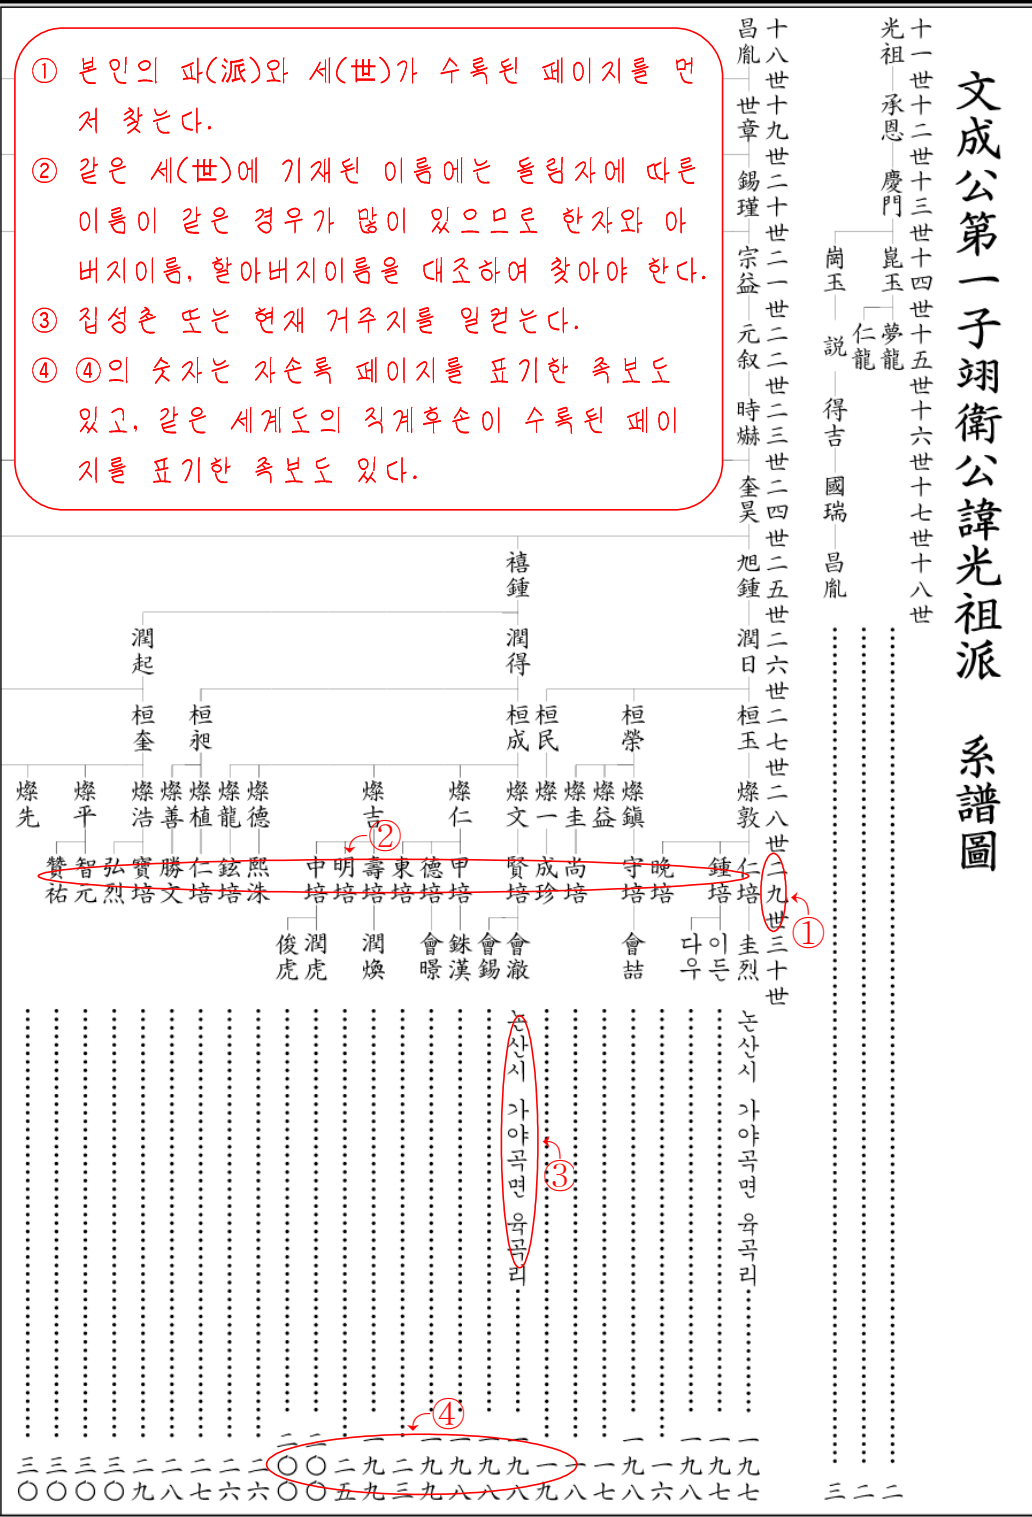 文成公第一子翊衛公諱光祖派 系譜圖
十一世十二世十三世十四世十五世十六世十七世十八世
光祖 承恩 慶門 崑玉 夢龍 二
仁龍 二
崗玉 説 得吉 國瑞 昌胤 三
十八世十九世二十世二一世二二世二三世二四世二五世二六世二七世二八世二九世三十世
昌胤 世章 錫瑾 宗益 元叙 時爀 奎昊 旭鍾 潤日 桓玉 燦敦 仁培 圭烈 논산시 가야곡면 육곡리 一九七
鍾培 이든 一九七
다우 一九八
晩培 一六
桓榮 燦鎭 守培 會喆 一九八
燦益 一七
燦圭 尚培 一八
桓民 燦一 成珍 一九
禧鍾 潤得 桓成 燦文 賢培 會澈 논산시 가야곡면 육곡리 一九八
會錫 一九八
燦仁 甲培 銖漢 一九八
德培 會暻 一九九
東培 二三
燦吉 壽培 潤煥 一九九
明培 二五
中培 潤虎 二〇〇
俊虎 二〇〇
燦德 熙洙 二六
燦龍 鉉培 二六
桓昶 燦植 仁培 二七
燦善 勝文 二八
潤起 桓奎 燦浩 寶培 二九
弘烈 三〇
燦平 智元 三〇
贊祐 三〇
燦先 三〇
① 본인의 파(派)와 세(世)가 수록된 페이지를 먼
저 찾는다.
② 같은 세(世)에 기재된 이름에는 돌림자에 따른
이름이 같은 경우가 많이 있으므로 한자와 아
버지이름, 할아버지이름을 대조하여 찾아야 한다.
③ 집성촌 또는 현재 거주지를 일컫는다.
④ ④의 숫자는 자손록 페이지를 표기한 족보도
있고, 같은 세계도의 직계후손이 수록된 페이
지를 표기한 족보도 있다.
①
②
③
④